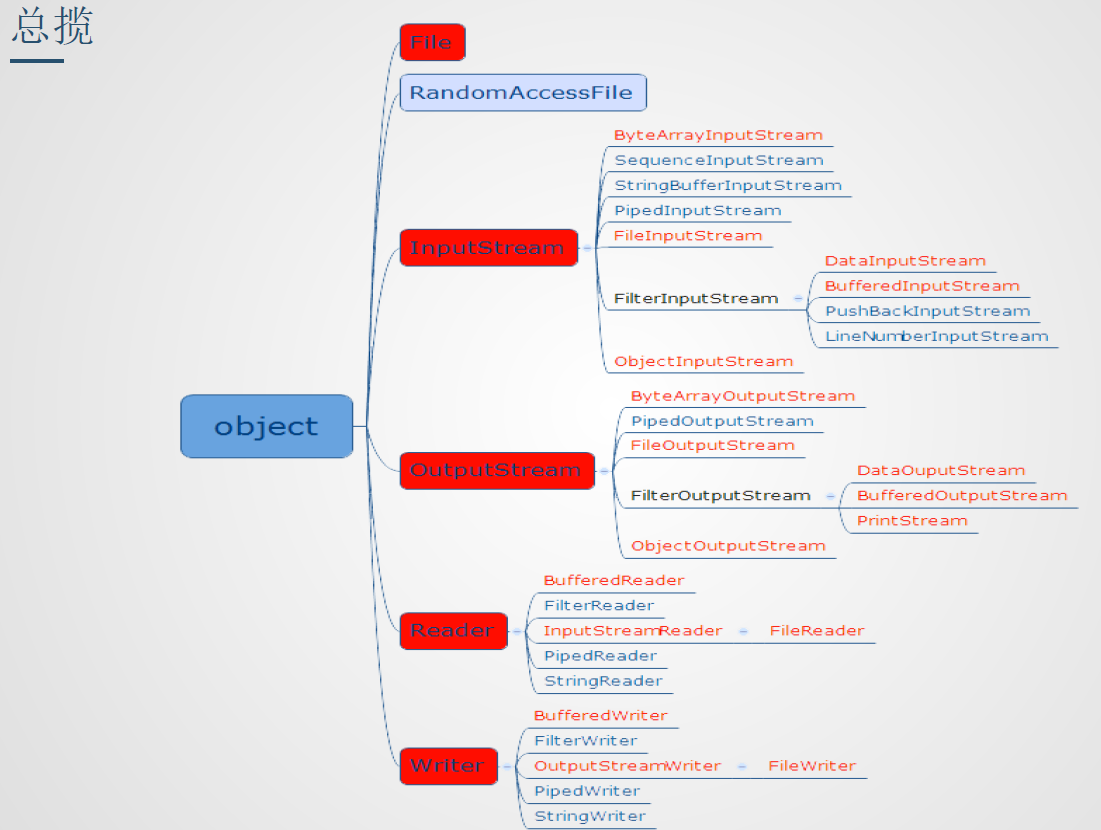 总揽
File
RandomAccessFile
ByteArrayInputStream
SequenceInputStream
StringBufferInputStream
PipedInputStream
FileInputStream
InputStream
DataInputStream
BufferedInputStream
FilterInputStream
PushBackInputStream
LineNumberInputStream
ObjectInputStream
object
ByteArrayOutputStream
PipedOutputStream
FileOutputStream
OutputStream
DataOuputStream
FilterOutputStream
BufferedOutputStream
PrintStream
ObjectOutputStream
BufferedReader
FilterReader
Reader
InputStreamReader
FileReader
PipedReader
StringReader
BufferedWriter
FilterWriter
Writer
OutputStreamWriter
FileWriter
PipedWriter
StringWriter